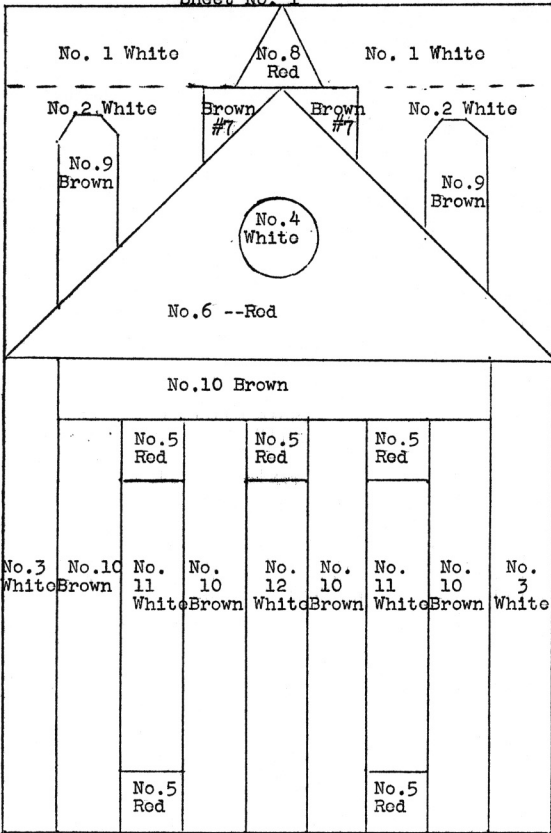 Sheet No. 1
No. 1 White
No.8
Red
No. 1 White
No.2.White
Brown
#7
Brown
#7
No.2 White
No.9
Brown
No.9
Brown
No.4
White
No.6 --Red
No.10 Brown
No.5
Red
No.5
Red
No.5
Red
No.3
White
No.10
Brown
No.
11
White
No.
10
Brown
No.
12
White
No.
10
Brown
No.
11
White
No.
10
Brown
No.
3
White
No.5
Red
No.5
Red